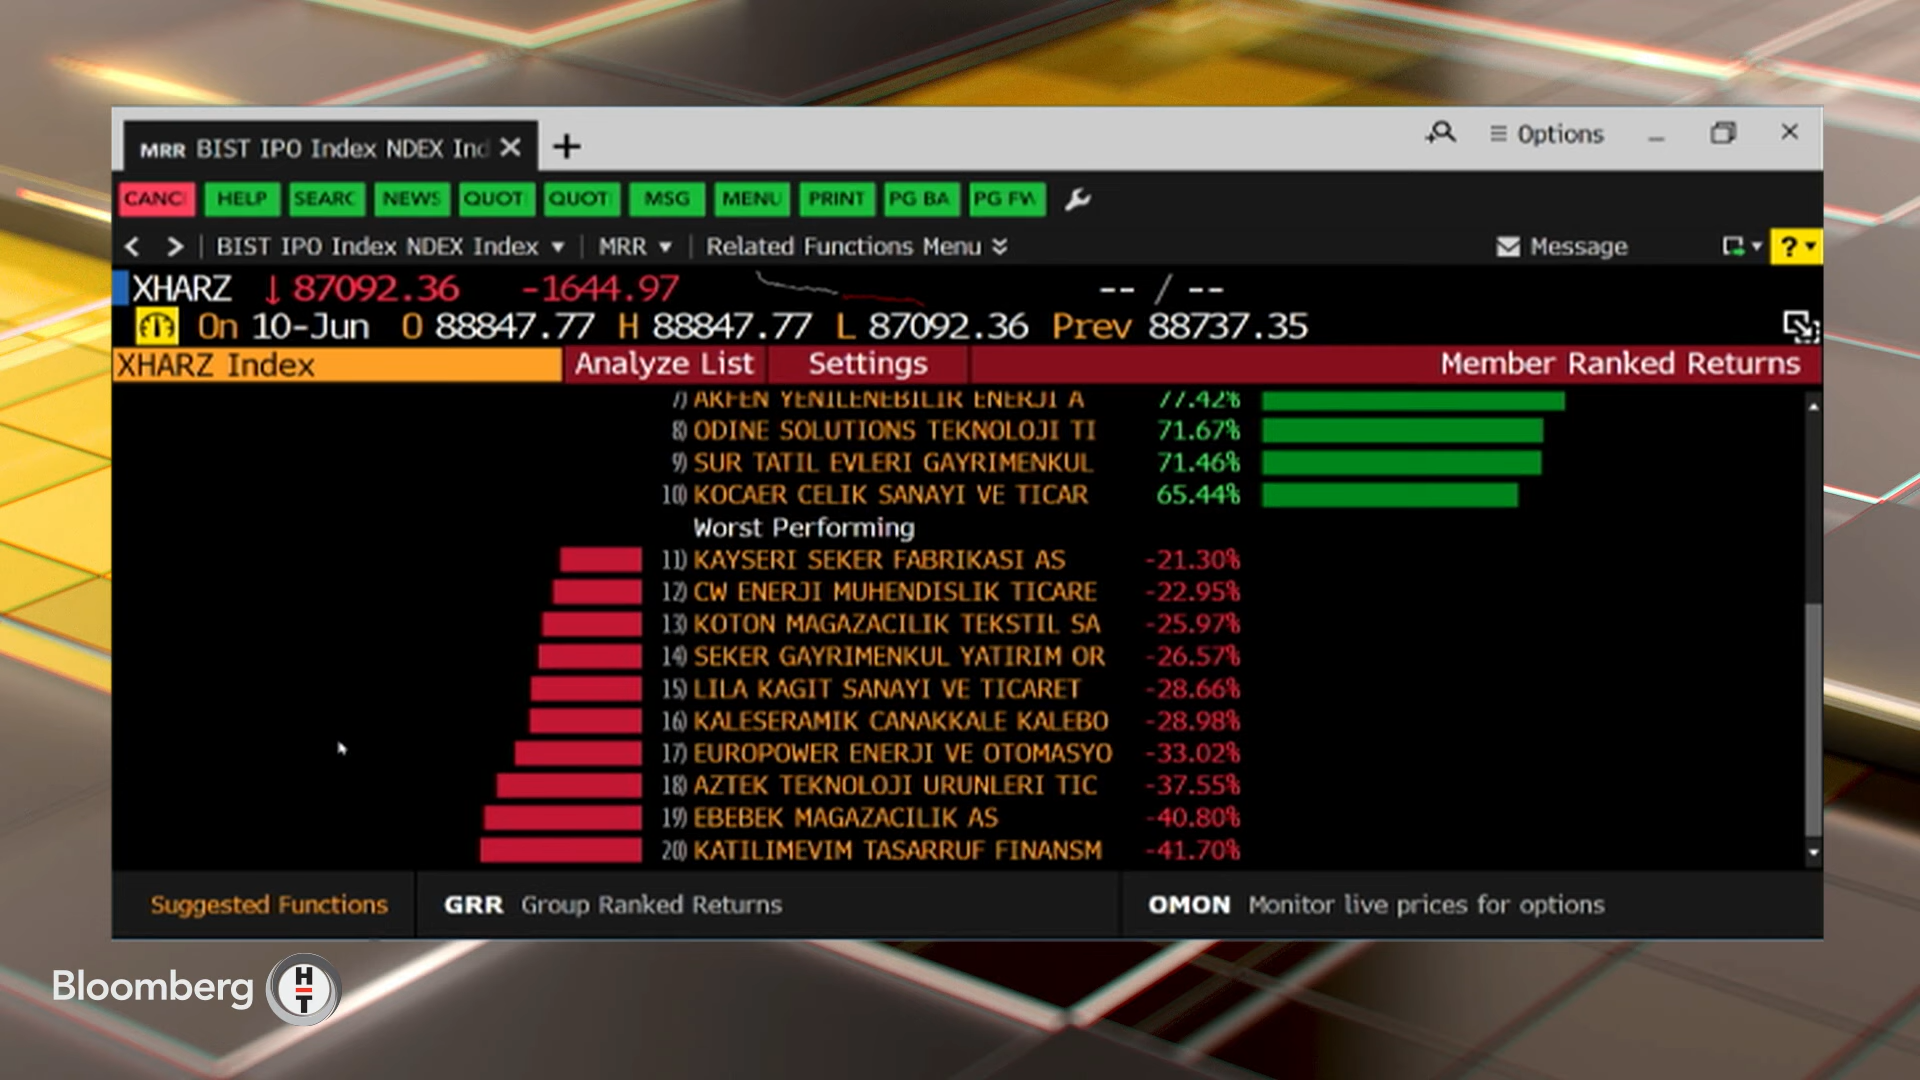 MRR BIST IPO Index NDEX Ind
Options
CANC HELP SEARC NEWS QUOT QUOT MSG MENU PRINT PG BA PG FW
BIST IPO Index NDEX Index MRR Related Functions Menu
Message ?
XHARZ ↓ 87092.36 -1644.97 -- / --
On 10-Jun O 88847.77 H 88847.77 L 87092.36 Prev 88737.35
XHARZ Index Analyze List Settings Member Ranked Returns
7) AKFEN YENILENEBILIR ENERJI A 77.42%
8) ODINE SOLUTIONS TEKNOLOJI TI 71.67%
9) SUR TATIL EVLERI GAYRIMENKUL 71.46%
10) KOCAER CELIK SANAYI VE TICAR 65.44%
Worst Performing
11) KAYSERI SEKER FABRIKASI AS -21.30%
12) CW ENERJI MUHENDISLIK TICARE -22.95%
13) KOTON MAGAZACILIK TEKSTIL SA -25.97%
14) SEKER GAYRIMENKUL YATIRIM OR -26.57%
15) LILA KAGIT SANAYI VE TICARET -28.66%
16) KALESERAMIK CANAKKALE KALEBO -28.98%
17) EUROPOWER ENERJI VE OTOMASYO -33.02%
18) AZTEK TEKNOLOJI URUNLERI TIC -37.55%
19) EBEBEK MAGAZACILIK AS -40.80%
20) KATILIMEVIM TASARRUF FINANSM -41.70%
Suggested Functions GRR Group Ranked Returns OMON Monitor live prices for options
Bloomberg HT